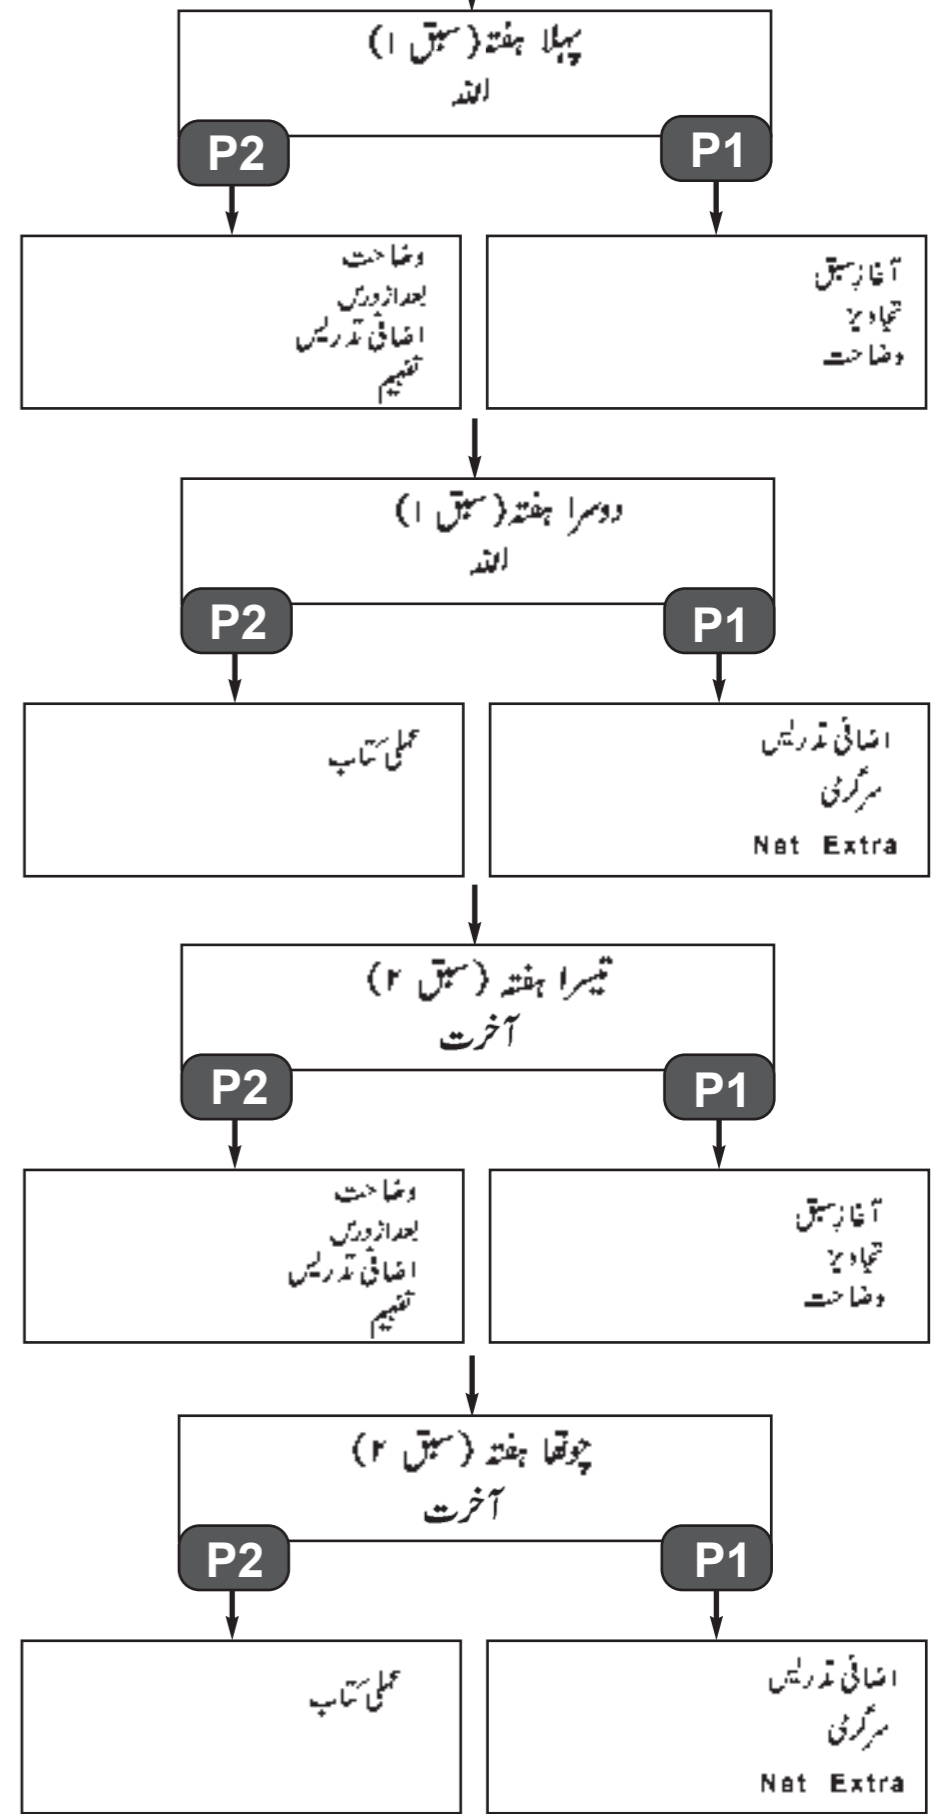 پہلا ہفتہ (سبق ۱)
اللہ
P1
P2
آغازِ سبق
تجاویز
وضاحت
وضاحت
بعد از درس
اضافی تدریس
تفہیم
دوسرا ہفتہ (سبق ۱)
اللہ
P1
P2
اضافی تدریس
سرگرمی
Net Extra
عملی کتاب
تیسرا ہفتہ (سبق ۲)
آخرت
P1
P2
آغازِ سبق
تجاویز
وضاحت
وضاحت
بعد از درس
اضافی تدریس
تفہیم
چوتھا ہفتہ (سبق ۲)
آخرت
P1
P2
اضافی تدریس
سرگرمی
Net Extra
عملی کتاب